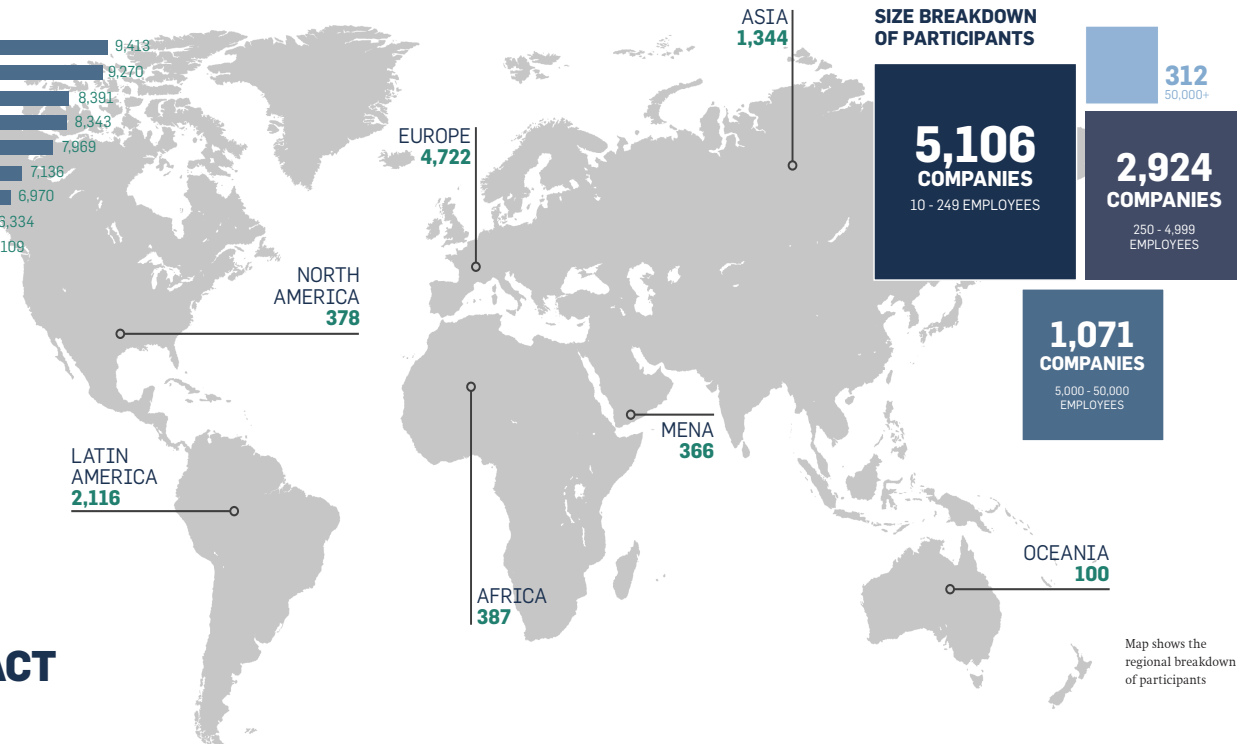 9,413
9,270
8,391
8,343
7,969
7,136
6,970
6,334
109
ASIA
1,344
EUROPE
4,722
NORTH
AMERICA
378
MENA
366
LATIN
AMERICA
2,116
AFRICA
387
OCEANIA
100
SIZE BREAKDOWN
OF PARTICIPANTS
5,106
COMPANIES
10 - 249 EMPLOYEES
312
50,000+
2,924
COMPANIES
250 - 4,999
EMPLOYEES
1,071
COMPANIES
5,000 - 50,000
EMPLOYEES
ACT
Map shows the
regional breakdown
of participants